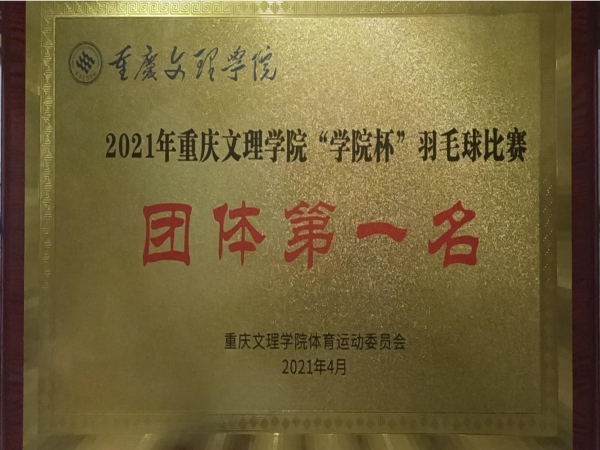 重庆文理学院
2021年重庆文理学院“学院杯”羽毛球比赛
团体第一名
重庆文理学院体育运动委员会
2021年4月